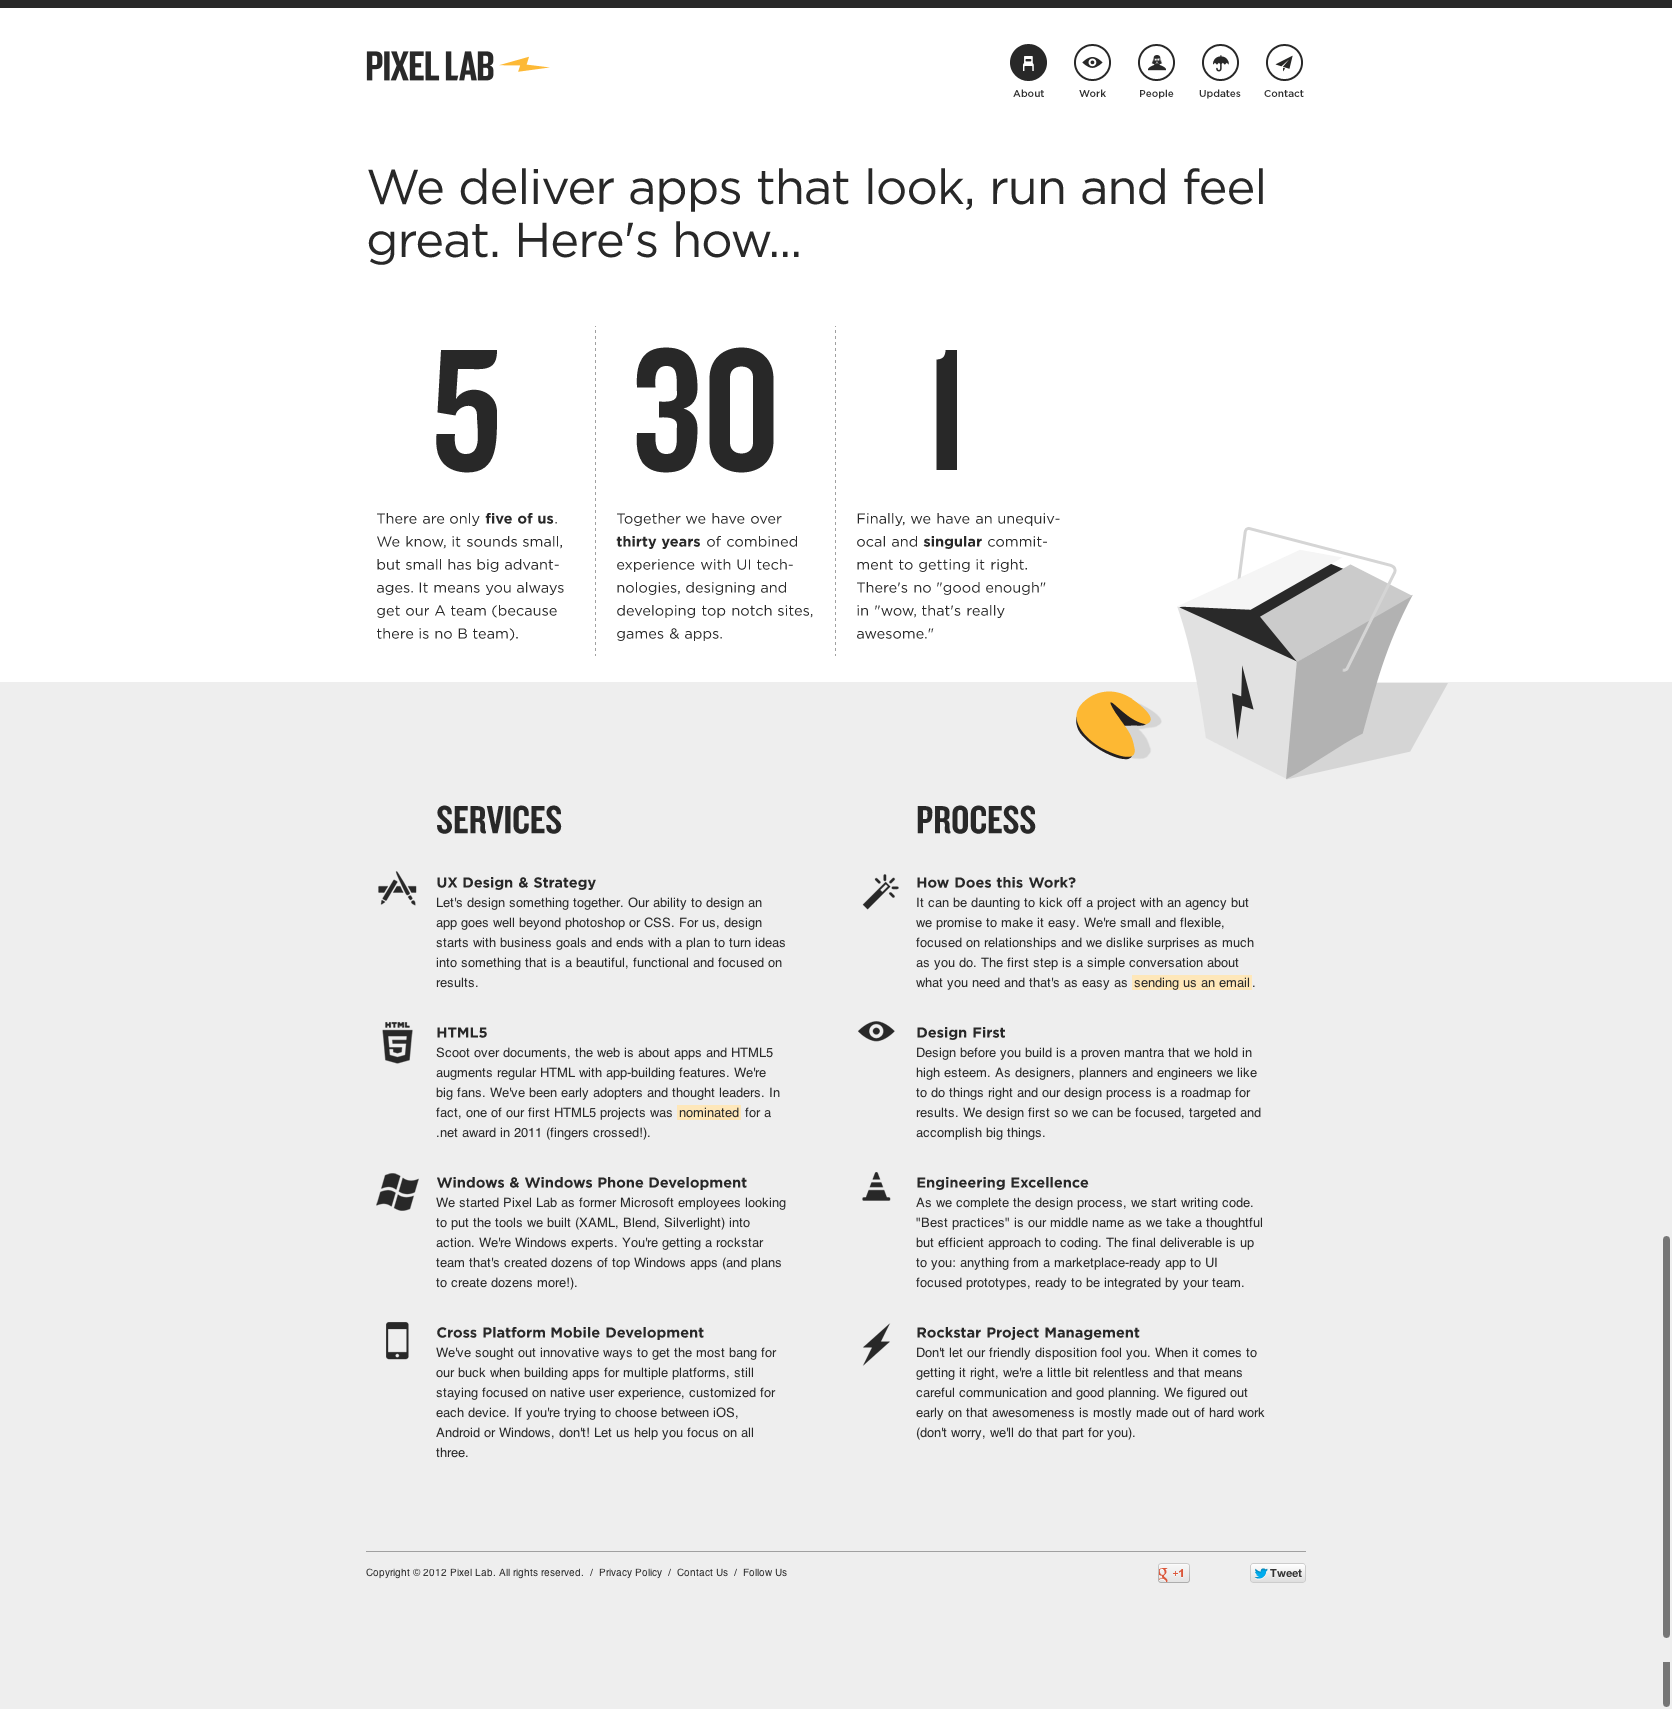 PIXEL LAB
About Work People Updates Contact
We deliver apps that look, run and feel
great. Here's how...
5
There are only five of us.
We know, it sounds small,
but small has big advant-
ages. It means you always
get our A team (because
there is no B team).
30
Together we have over
thirty years of combined
experience with UI tech-
nologies, designing and
developing top notch sites,
games & apps.
1
Finally, we have an unequiv-
ocal and singular commit-
ment to getting it right.
There's no "good enough"
in "wow, that's really
awesome."
SERVICES
UX Design & Strategy
Let's design something together. Our ability to design an
app goes well beyond photoshop or CSS. For us, design
starts with business goals and ends with a plan to turn ideas
into something that is a beautiful, functional and focused on
results.
HTML
5
HTML5
Scoot over documents, the web is about apps and HTML5
augments regular HTML with app-building features. We're
big fans. We've been early adopters and thought leaders. In
fact, one of our first HTML5 projects was nominated for a
.net award in 2011 (fingers crossed!).
Windows & Windows Phone Development
We started Pixel Lab as former Microsoft employees looking
to put the tools we built (XAML, Blend, Silverlight) into
action. We're Windows experts. You're getting a rockstar
team that's created dozens of top Windows apps (and plans
to create dozens more!).
Cross Platform Mobile Development
We've sought out innovative ways to get the most bang for
our buck when building apps for multiple platforms, still
staying focused on native user experience, customized for
each device. If you're trying to choose between iOS,
Android or Windows, don't! Let us help you focus on all
three.
PROCESS
How Does this Work?
It can be daunting to kick off a project with an agency but
we promise to make it easy. We're small and flexible,
focused on relationships and we dislike surprises as much
as you do. The first step is a simple conversation about
what you need and that's as easy as sending us an email.
Design First
Design before you build is a proven mantra that we hold in
high esteem. As designers, planners and engineers we like
to do things right and our design process is a roadmap for
results. We design first so we can be focused, targeted and
accomplish big things.
Engineering Excellence
As we complete the design process, we start writing code.
"Best practices" is our middle name as we take a thoughtful
but efficient approach to coding. The final deliverable is up
to you: anything from a marketplace-ready app to UI
focused prototypes, ready to be integrated by your team.
Rockstar Project Management
Don't let our friendly disposition fool you. When it comes to
getting it right, we're a little bit relentless and that means
careful communication and good planning. We figured out
early on that awesomeness is mostly made out of hard work
(don't worry, we'll do that part for you).
Copyright © 2012 Pixel Lab. All rights reserved. / Privacy Policy / Contact Us / Follow Us
g +1
Tweet